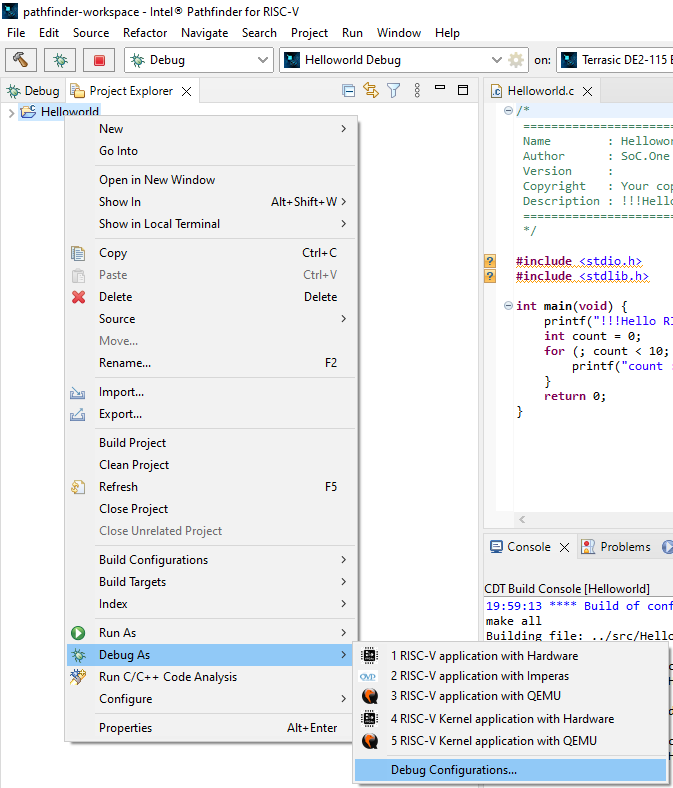 pathfinder-workspace - Intel® Pathfinder for RISC-V
File Edit Source Refactor Navigate Search Project Run Window Help
Debug Helloworld Debug on: Terrasic DE2-115
Debug Project Explorer Helloworld.c
Helloworld
New
Go Into
Open in New Window
Show In Alt+Shift+W
Show in Local Terminal
Copy Ctrl+C
Paste Ctrl+V
Delete Delete
Source
Move...
Rename... F2
Import...
Export...
Build Project
Clean Project
Refresh F5
Close Project
Close Unrelated Project
Build Configurations
Build Targets
Index
Run As
Debug As
Run C/C++ Code Analysis
Configure
Properties Alt+Enter
1 RISC-V application with Hardware
OVP 2 RISC-V application with Imperas
3 RISC-V application with QEMU
4 RISC-V Kernel application with Hardware
5 RISC-V Kernel application with QEMU
Debug Configurations...
/*
======================
Name : Hellowor
Author : SoC.One
Version :
Copyright : Your cop
Description : !!!Hello
======================
*/
#include <stdio.h>
#include <stdlib.h>
int main(void) {
printf("!!!Hello RI
int count = 0;
for (; count < 10;
printf("count :
}
return 0;
}
Console Problems
CDT Build Console [Helloworld]
19:59:13 **** Build of conf
make all
Building file: ../src/Hello